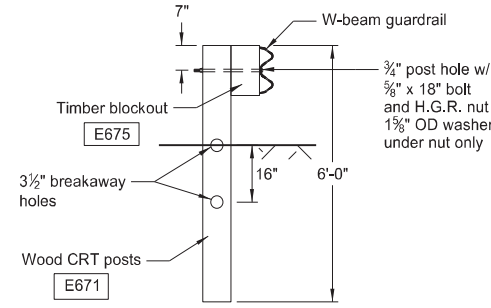 7"
W-beam guardrail
¾" post hole w/
⅝" x 18" bolt
and H.G.R. nut
1⅝" OD washer
under nut only
Timber blockout
E675
3½" breakaway
holes
16"
6'-0"
Wood CRT posts
E671